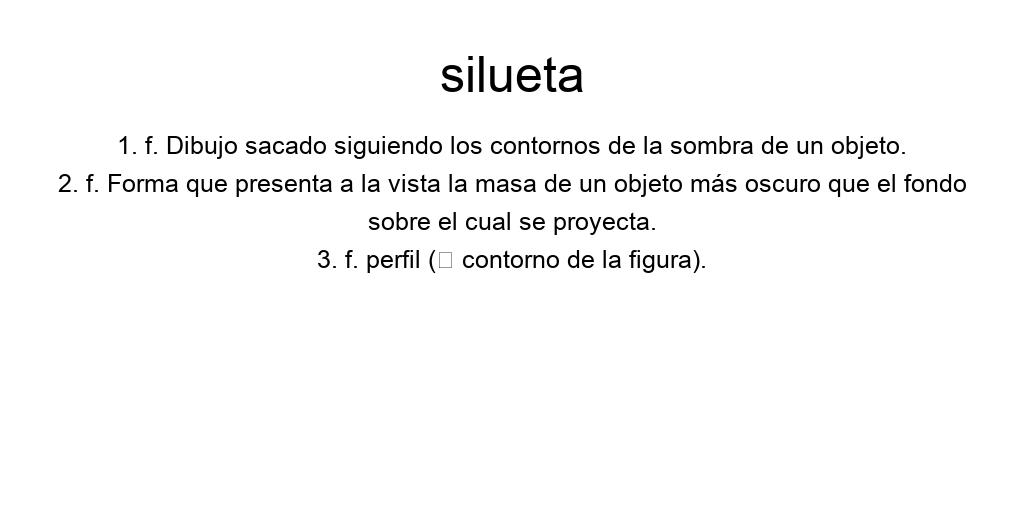 silueta
1. f. Dibujo sacado siguiendo los contornos de la sombra de un objeto.
2. f. Forma que presenta a la vista la masa de un objeto más oscuro que el fondo
sobre el cual se proyecta.
3. f. perfil (□ contorno de la figura).